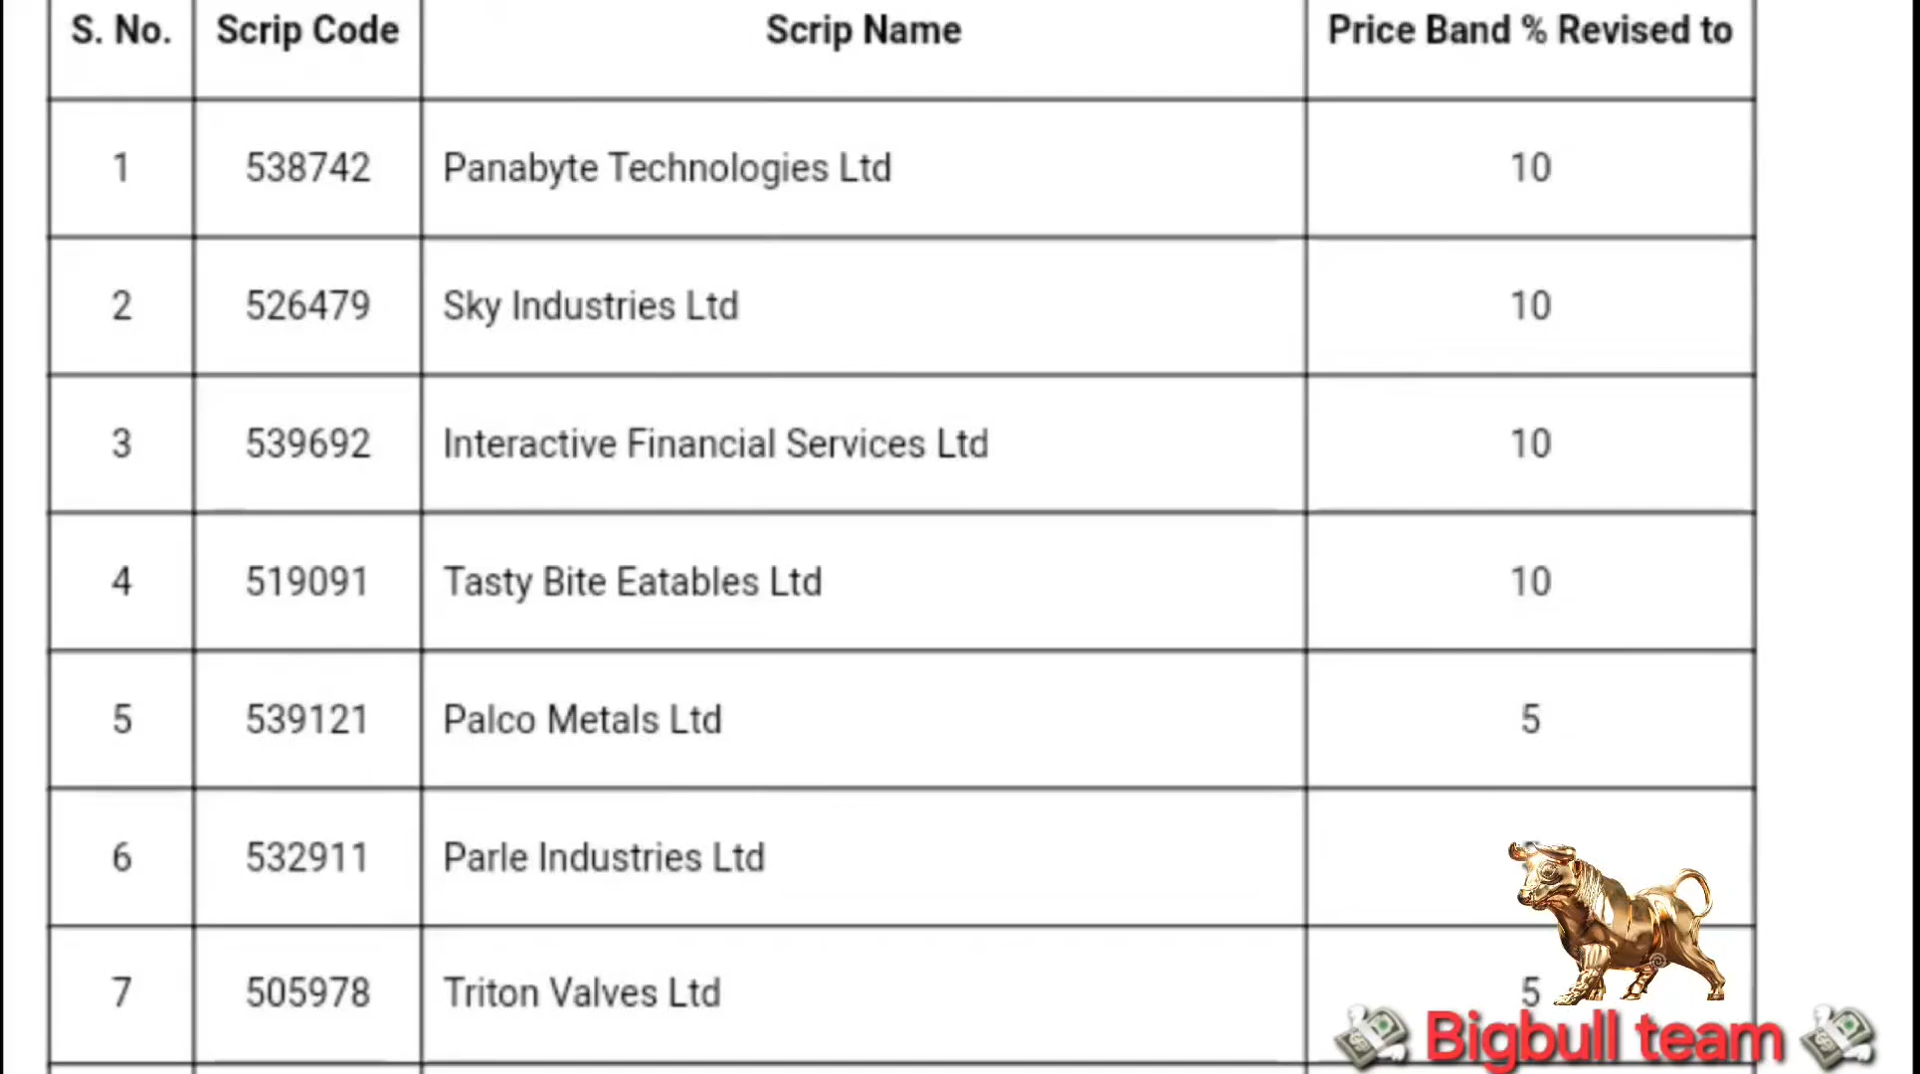 S. No. Scrip Code Scrip Name Price Band % Revised to
1 538742 Panabyte Technologies Ltd 10
2 526479 Sky Industries Ltd 10
3 539692 Interactive Financial Services Ltd 10
4 519091 Tasty Bite Eatables Ltd 10
5 539121 Palco Metals Ltd 5
6 532911 Parle Industries Ltd
7 505978 Triton Valves Ltd 5
Bigbull team